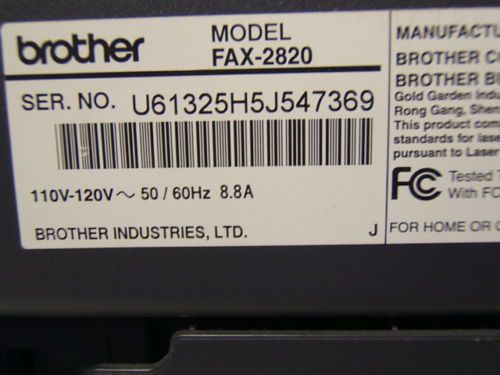 brother
MODEL
FAX-2820
SER. NO. U61325H5J547369
110V-120V ~ 50 / 60Hz 8.8A
BROTHER INDUSTRIES, LTD. J
MANUFACTU
BROTHER CO
BROTHER B
Gold Garden Indu
Rong Gang, She
This product com
standards for lase
pursuant to Laser
FC Tested T
With FC
FOR HOME OR O